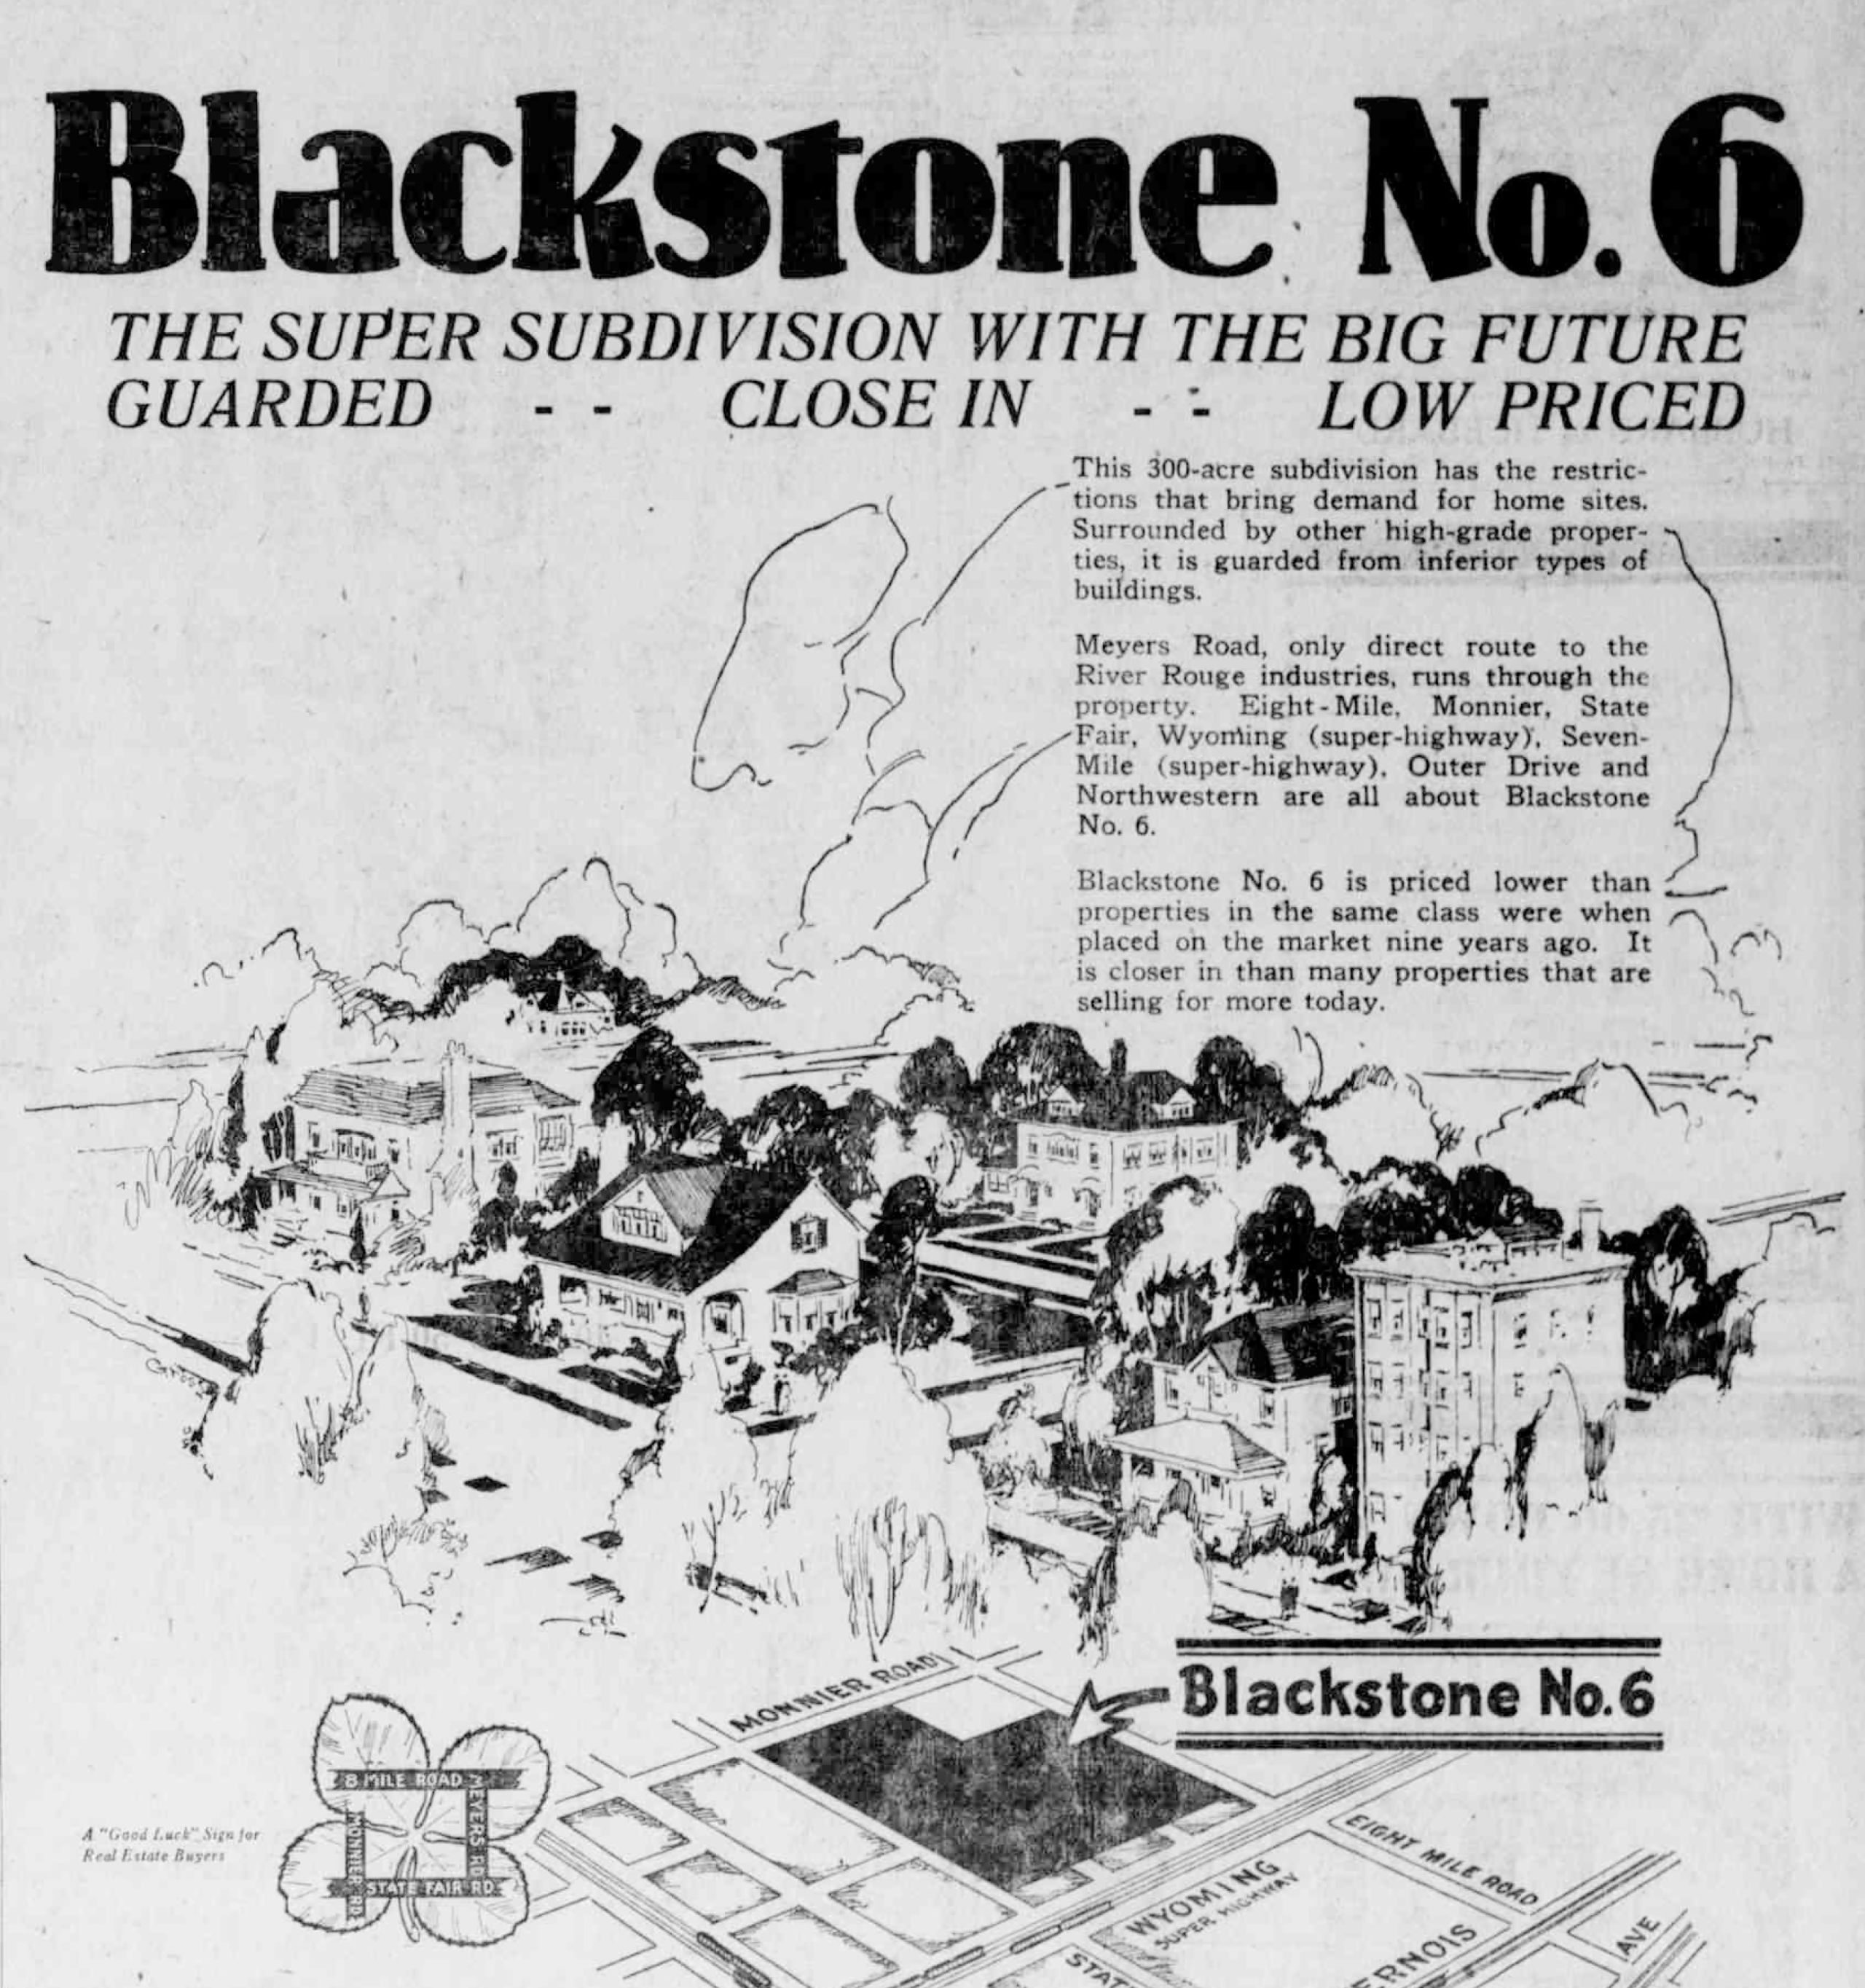 Blackstone No. 6
THE SUPER SUBDIVISION WITH THE BIG FUTURE
GUARDED - - CLOSE IN - - LOW PRICED
This 300-acre subdivision has the restric-
tions that bring demand for home sites.
Surrounded by other high-grade proper-
ties, it is guarded from inferior types of
buildings.
Meyers Road, only direct route to the
River Rouge industries, runs through the
property. Eight-Mile, Monnier, State
Fair, Wyoming (super-highway), Seven-
Mile (super-highway), Outer Drive and
Northwestern are all about Blackstone
No. 6.
Blackstone No. 6 is priced lower than
properties in the same class were when
placed on the market nine years ago. It
is closer in than many properties that are
selling for more today.
MONNIER ROAD
Blackstone No. 6
8 MILE ROAD
MEYERS RD.
MONNIER RD.
STATE FAIR RD.
A "Good Luck" Sign for
Real Estate Buyers
EIGHT MILE ROAD
WYOMING
SUPER HIGHWAY
STAT
ERNOIS
AVE